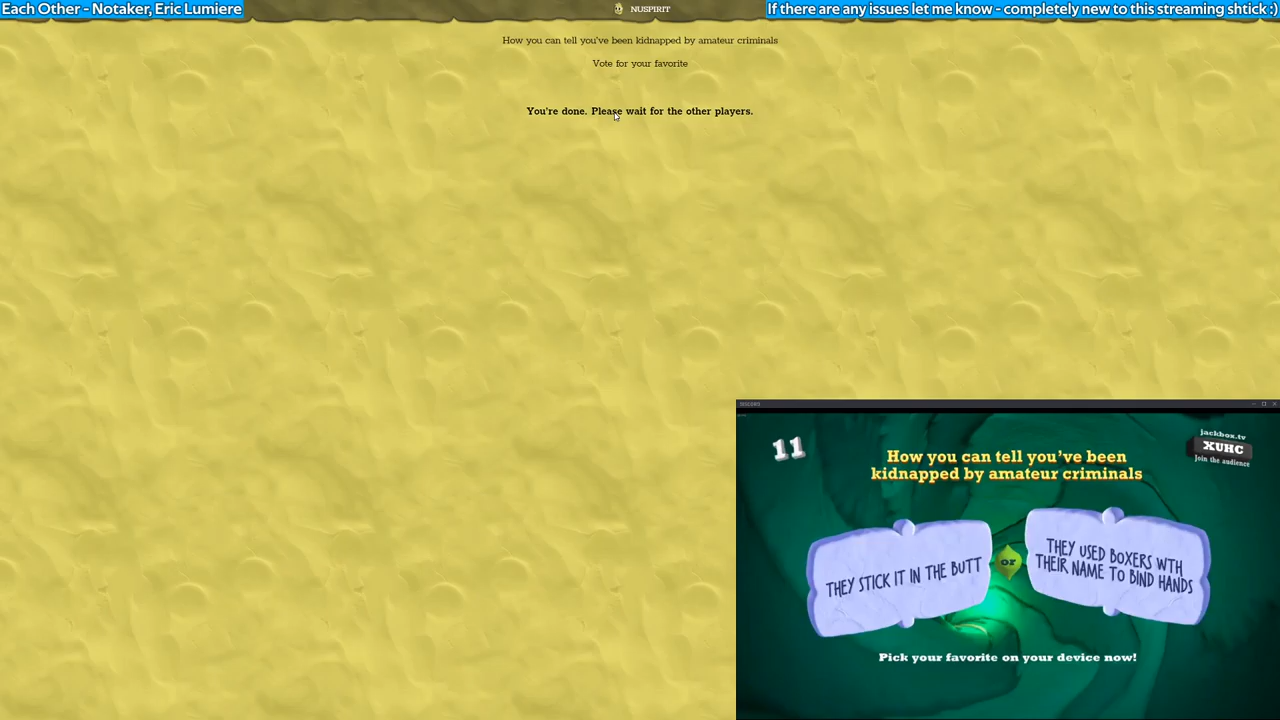 Each Other - Notaker, Eric Lumiere
NUSPIRIT
If there are any issues let me know - completely new to this streaming shtick :)
How you can tell you've been kidnapped by amateur criminals
Vote for your favorite
You're done. Please wait for the other players.
11
How you can tell you've been
kidnapped by amateur criminals
jackbox.tv
XUHC
Join the audience
THEY STICK IT IN THE BUTT
or
THEY USED BOXERS WTH
THEIR NAME TO BIND HANDS
Pick your favorite on your device now!